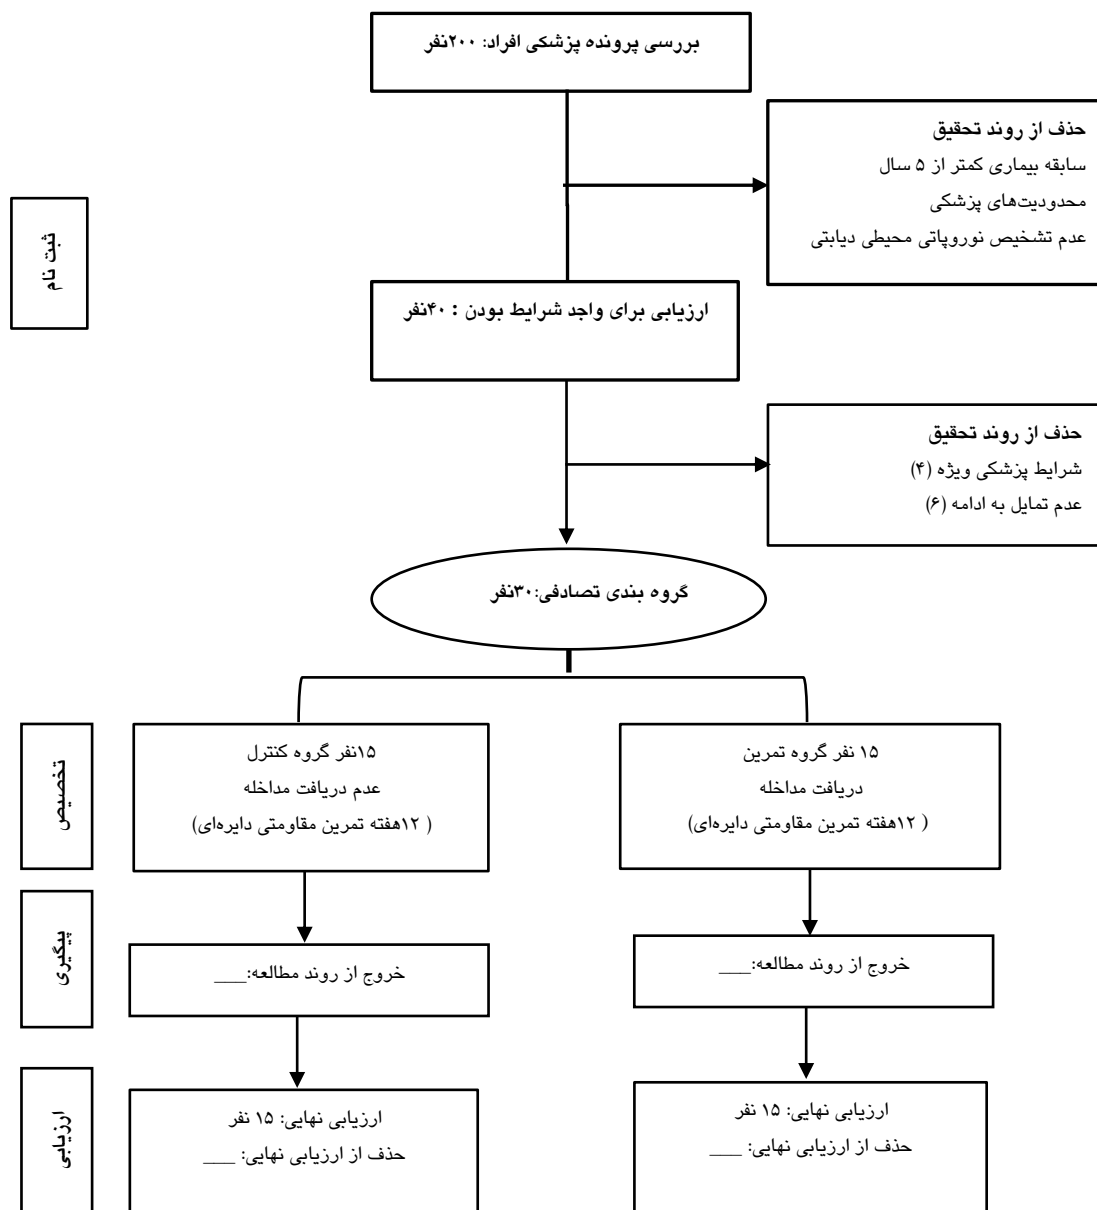 بررسی پرونده پزشکی افراد: ۲۰۰نفر
حذف از روند تحقیق
سابقه بیماری کمتر از ۵ سال
محدودیت‌های پزشکی
عدم تشخیص نوروپاتی محیطی دیابتی
ثبت نام
ارزیابی برای واجد شرایط بودن : ۴۰نفر
حذف از روند تحقیق
شرایط پزشکی ویژه (۴)
عدم تمایل به ادامه (۶)
گروه بندی تصادفی:۳۰نفر
۱۵ نفر گروه تمرین
دریافت مداخله
( ۱۲هفته تمرین مقاومتی دایره‌ای)
۱۵نفر گروه کنترل
عدم دریافت مداخله
( ۱۲هفته تمرین مقاومتی دایره‌ای)
تخصیص
خروج از روند مطالعه:___
خروج از روند مطالعه:___
پیگیری
ارزیابی نهایی: ۱۵ نفر
حذف از ارزیابی نهایی: ___
ارزیابی نهایی: ۱۵ نفر
حذف از ارزیابی نهایی: ___
ارزیابی